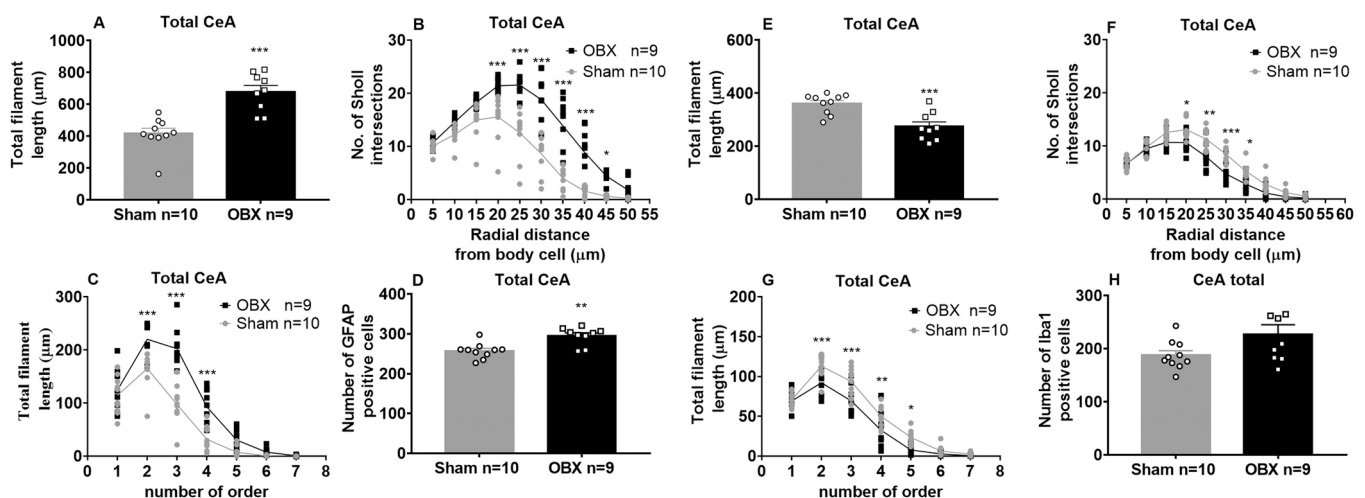 A
Total CeA
Total filament
length (μm)
1000
800
600
400
200
0
***
Sham n=10
OBX n=9
B
Total CeA
No. of Sholl
intersections
30
20
10
0
OBX n=9
Sham n=10
***
***
***
***
***
*
0 5 10 15 20 25 30 35 40 45 50 55
Radial distance
from body cell (μm)
E
Total CeA
Total filament
length (μm)
600
400
200
0
***
Sham n=10
OBX n=9
F
Total CeA
No. of Sholl
intersections
30
20
10
0
OBX n=9
Sham n=10
*
**
***
*
0 5 10 15 20 25 30 35 40 45 50 55 60
Radial distance
from body cell (μm)
C
Total CeA
Total filament
length (μm)
300
200
100
0
OBX n=9
Sham n=10
***
***
***
0 1 2 3 4 5 6 7 8
number of order
D
Total CeA
Number of GFAP
positive cells
400
300
200
100
0
**
Sham n=10
OBX n=9
G
Total CeA
Total filament
length (μm)
200
150
100
50
0
OBX n=9
Sham n=10
***
***
**
*
0 1 2 3 4 5 6 7 8
number of order
H
CeA total
Number of Iba1
positive cells
300
200
100
0
Sham n=10
OBX n=9